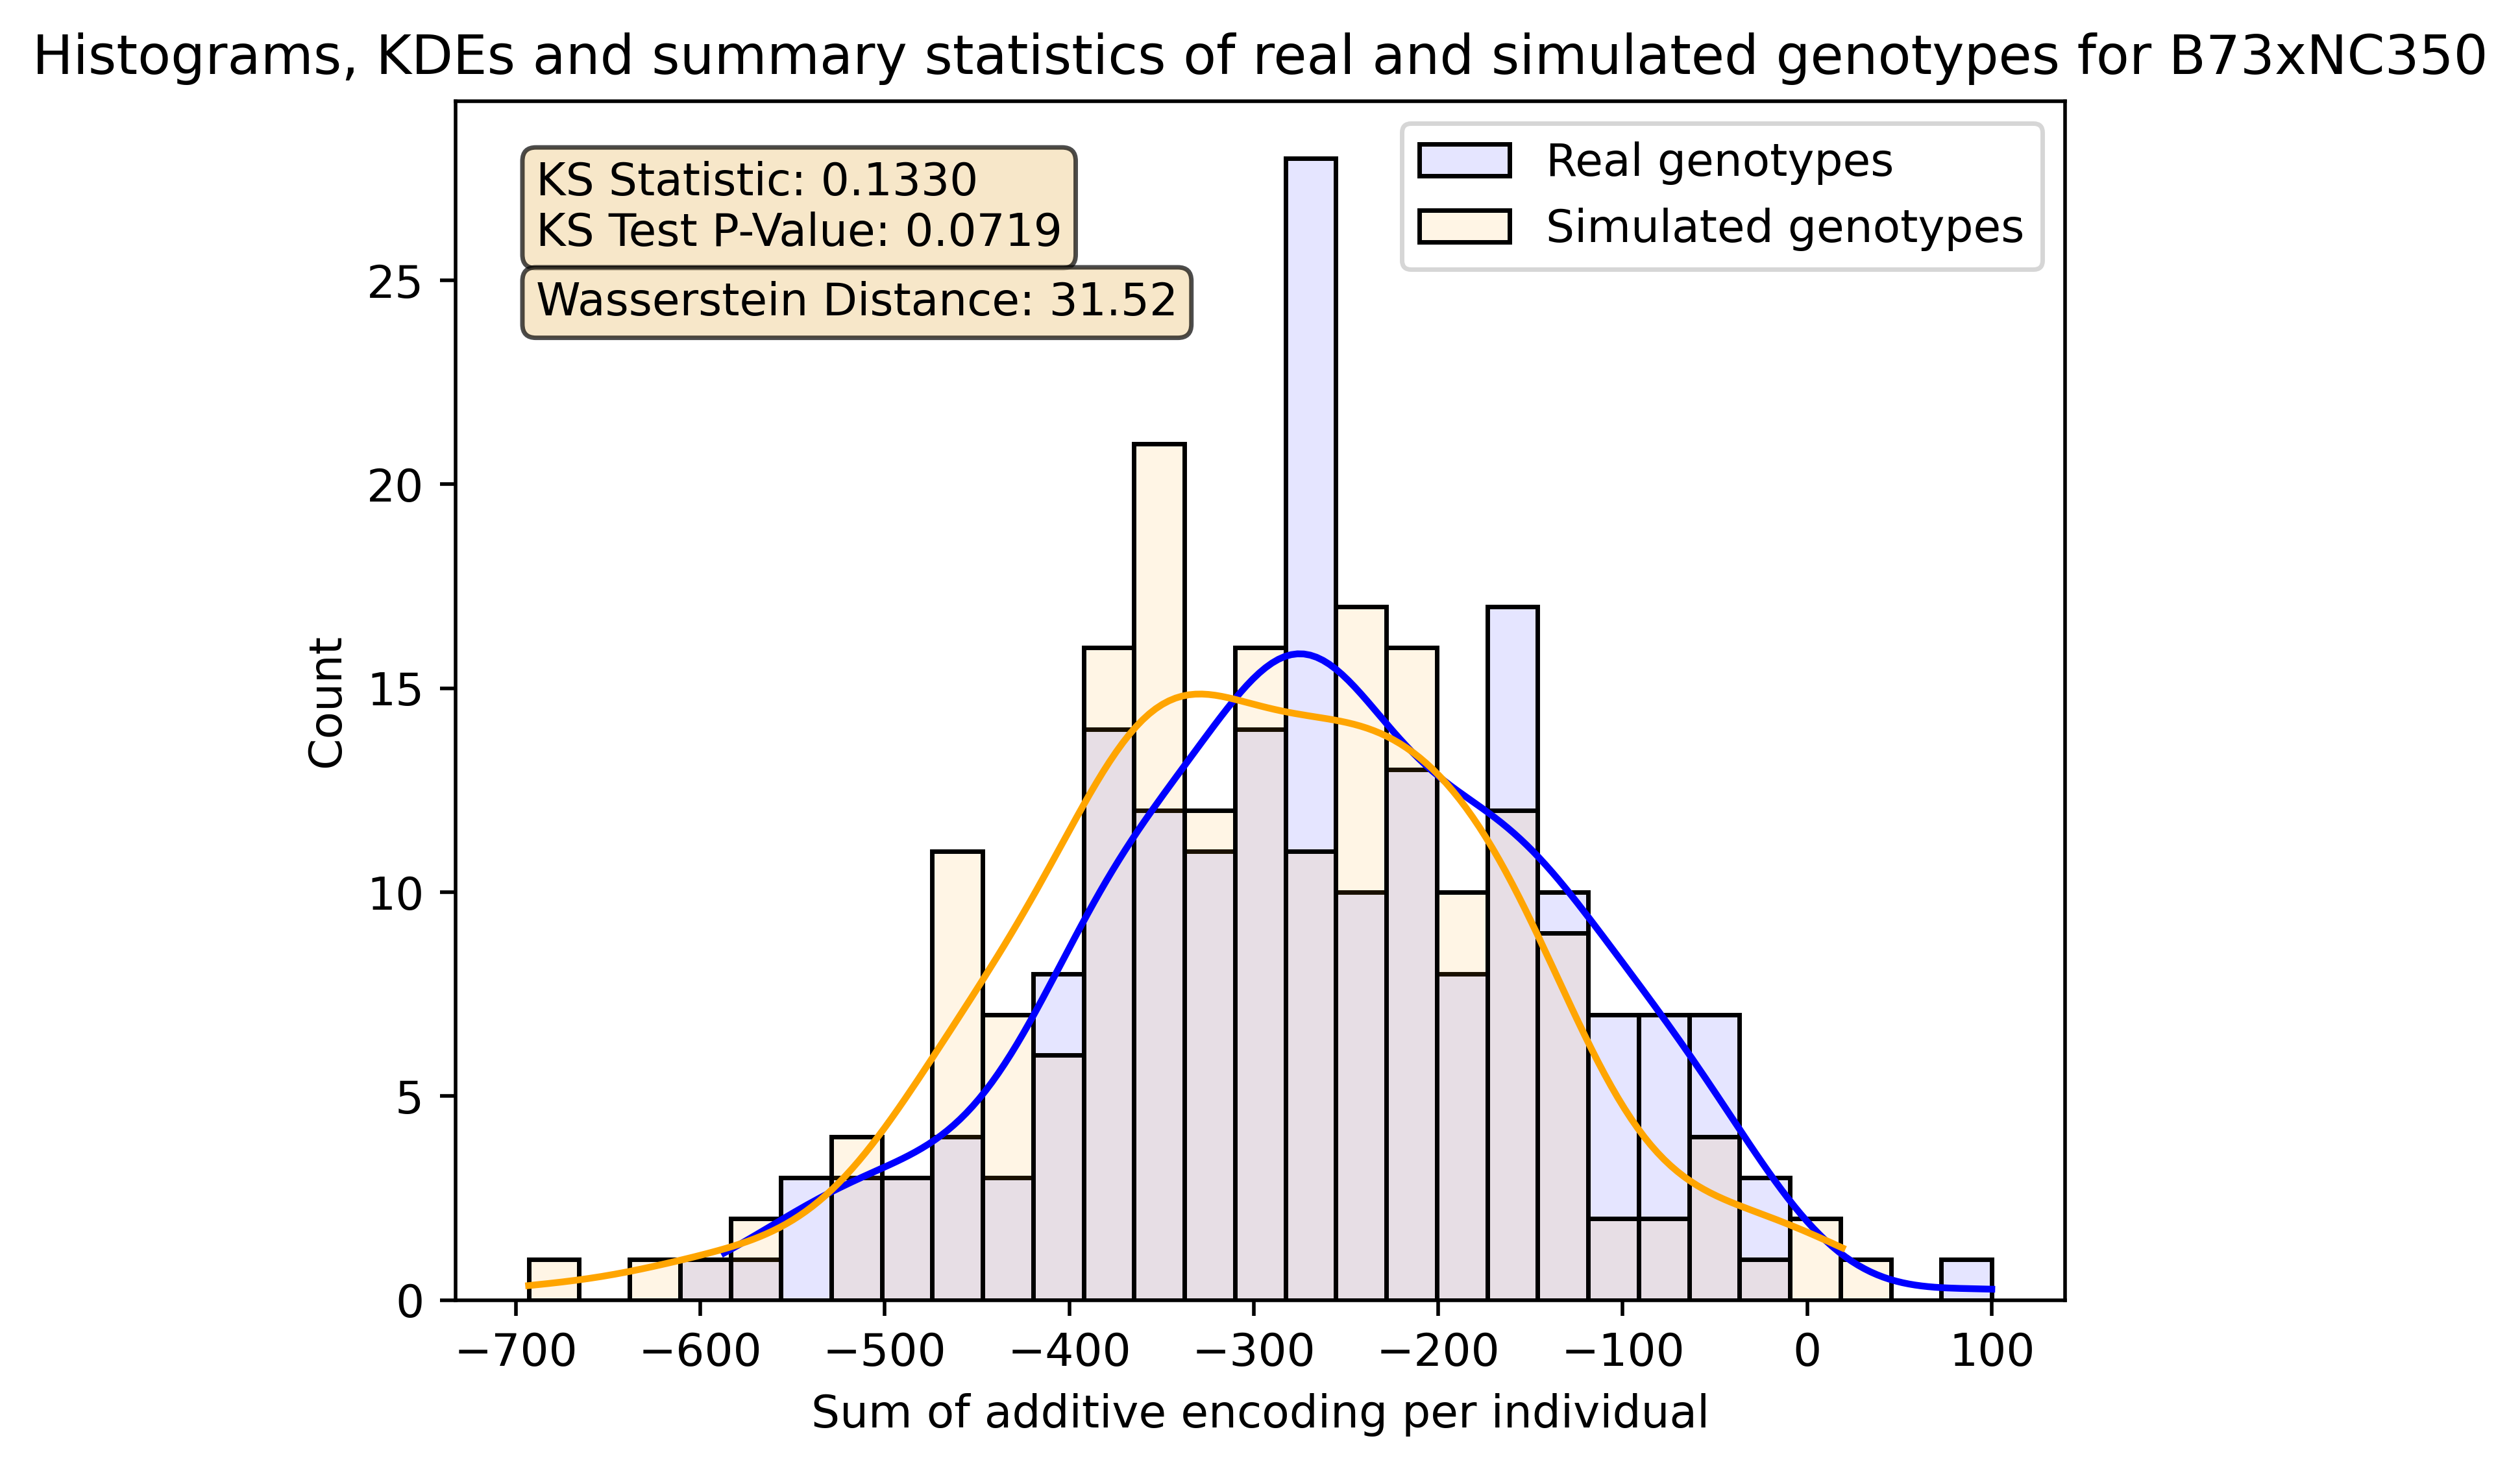 Histograms, KDEs and summary statistics of real and simulated genotypes for B73xNC350
KS Statistic: 0.1330
KS Test P-Value: 0.0719
Wasserstein Distance: 31.52
Real genotypes
Simulated genotypes
25
20
15
10
5
0
Count
−700 −600 −500 −400 −300 −200 −100 0 100
Sum of additive encoding per individual